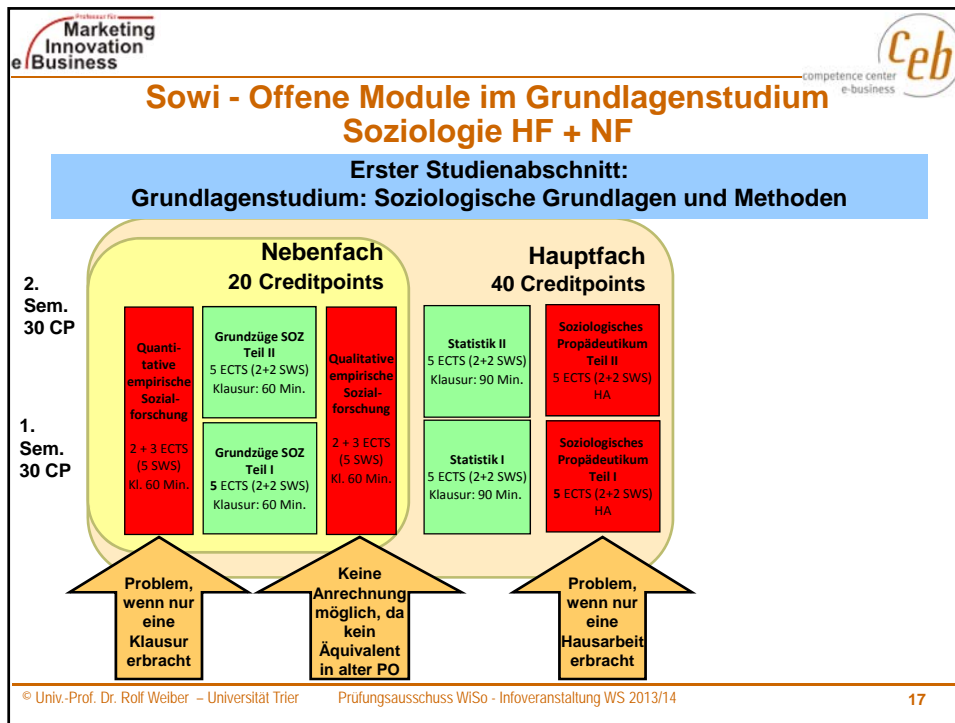 Professur für
Marketing
Innovation
e Business
Ceb
competence center
e-business
Sowi - Offene Module im Grundlagenstudium
Soziologie HF + NF
Erster Studienabschnitt:
Grundlagenstudium: Soziologische Grundlagen und Methoden
Nebenfach
20 Creditpoints
Hauptfach
40 Creditpoints
2.
Sem.
30 CP
1.
Sem.
30 CP
Quanti-
tative
empirische
Sozial-
forschung
2 + 3 ECTS
(5 SWS)
Kl. 60 Min.
Grundzüge SOZ
Teil II
5 ECTS (2+2 SWS)
Klausur: 60 Min.
Grundzüge SOZ
Teil I
5 ECTS (2+2 SWS)
Klausur: 60 Min.
Qualitative
empirische
Sozial-
forschung
2 + 3 ECTS
(5 SWS)
Kl. 60 Min.
Statistik II
5 ECTS (2+2 SWS)
Klausur: 90 Min.
Statistik I
5 ECTS (2+2 SWS)
Klausur: 90 Min.
Soziologisches
Propädeutikum
Teil II
5 ECTS (2+2 SWS)
HA
Soziologisches
Propädeutikum
Teil I
5 ECTS (2+2 SWS)
HA
Problem,
wenn nur
eine
Klausur
erbracht
Keine
Anrechnung
möglich, da
kein
Äquivalent
in alter PO
Problem,
wenn nur
eine
Hausarbeit
erbracht
© Univ.-Prof. Dr. Rolf Weiber – Universität Trier
Prüfungsausschuss WiSo - Infoveranstaltung WS 2013/14
17